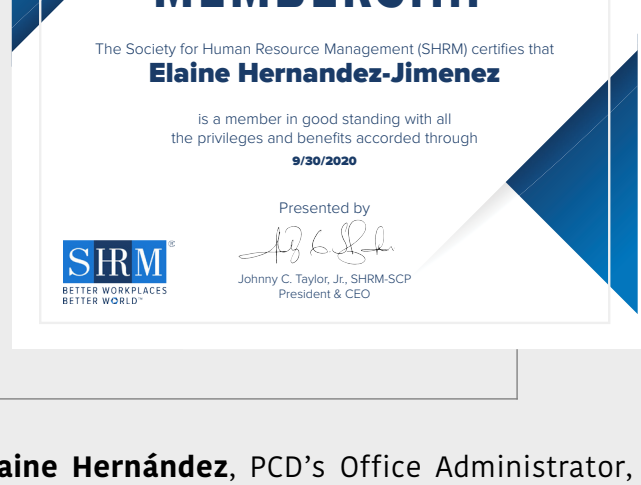 The Society for Human Resource Management (SHRM) certifies that
Elaine Hernandez-Jimenez
is a member in good standing with all
the privileges and benefits accorded through
9/30/2020
Presented by
Johnny C. Taylor, Jr., SHRM-SCP
President & CEO
SHRM®
BETTER WORKPLACES
BETTER WORLD™
aine Hernández, PCD's Office Administrator,